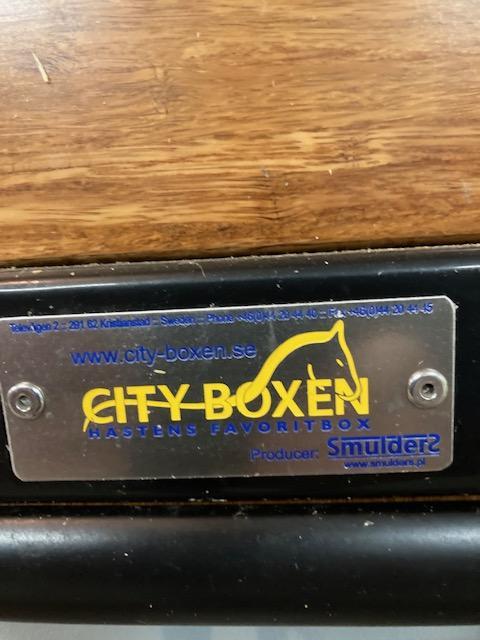 Televägen 2 :: 291 62 Kristianstad :: Sweden :: Phone +46(0)44 20 44 40 :: Fax +46(0)44 20 44 45
www.city-boxen.se
CITY BOXEN
HÄSTENS FAVORITBOX
Producer: Smulders
www.smulders.pl